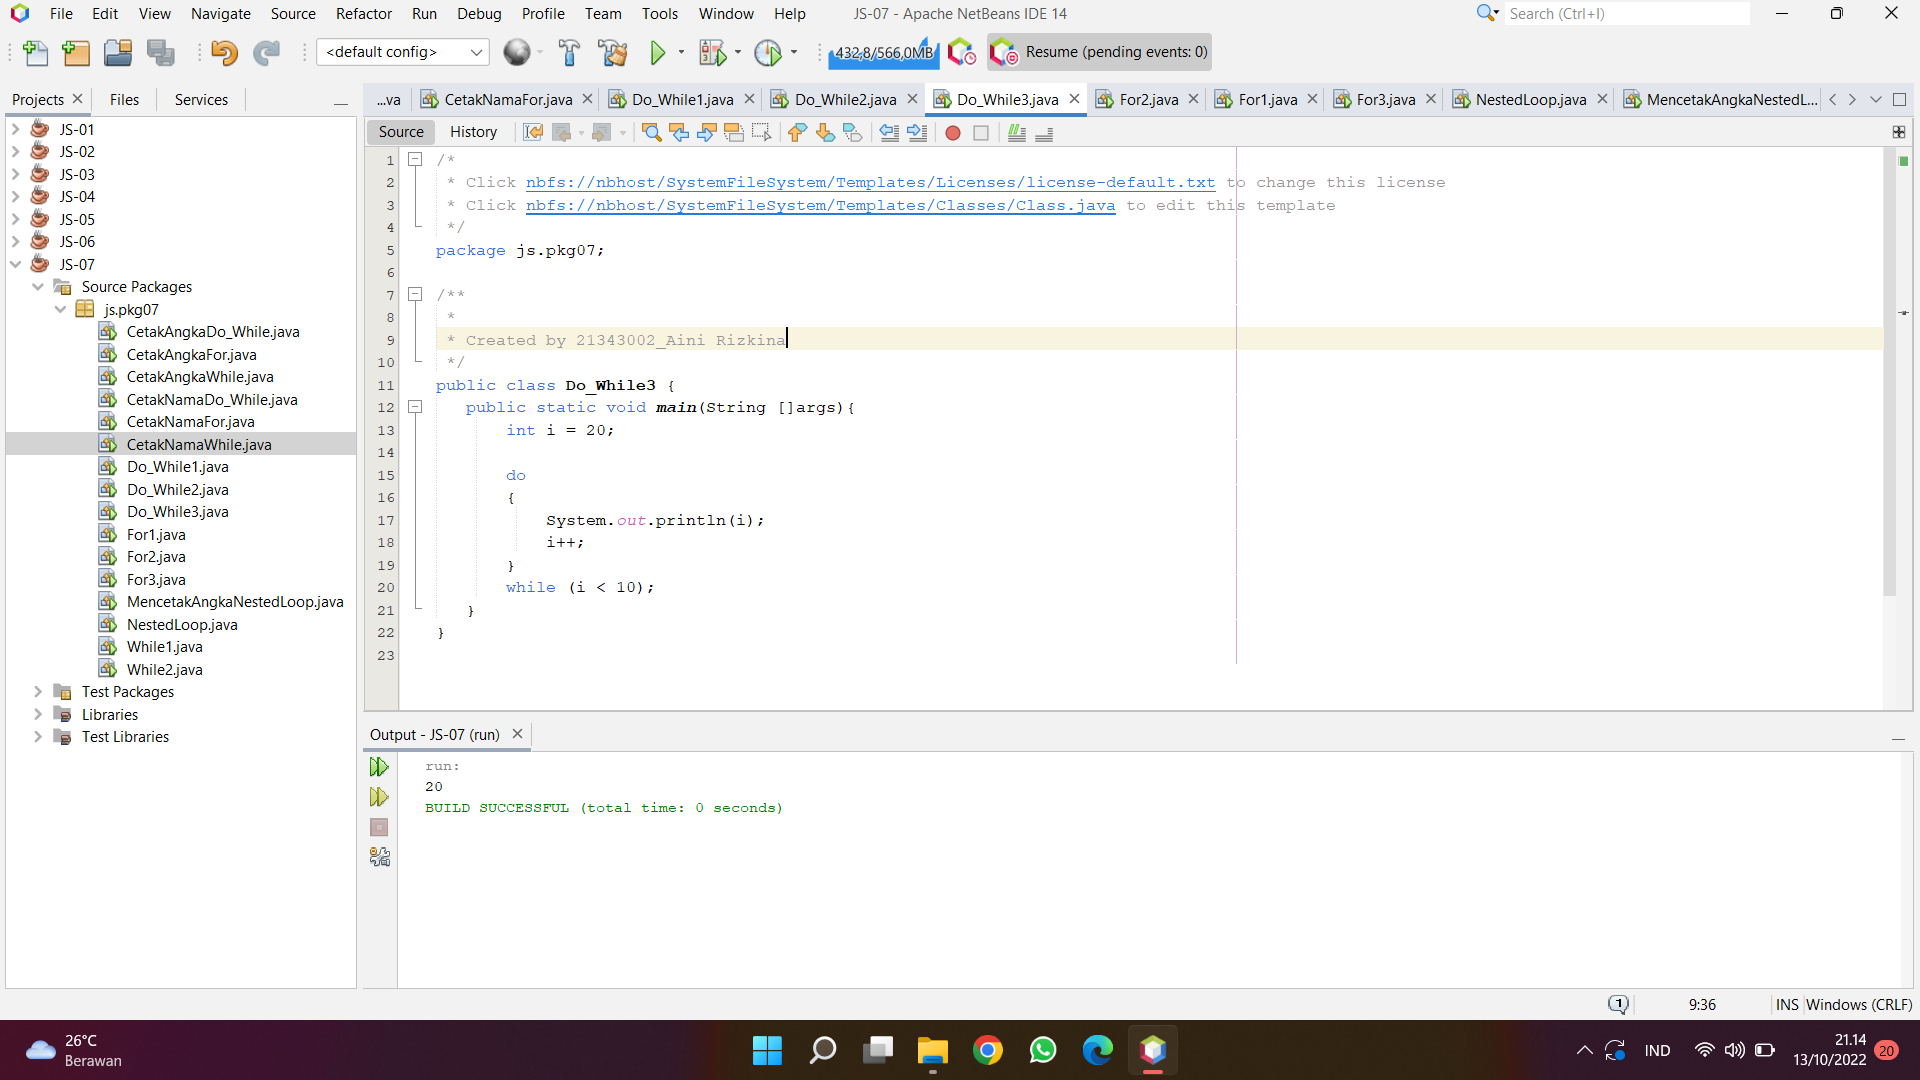 File Edit View Navigate Source Refactor Run Debug Profile Team Tools Window Help JS-07 - Apache NetBeans IDE 14 Search (Ctrl+I)
<default config> 432,8/566,0MB Resume (pending events: 0)
Projects Files Services
...va CetakNamaFor.java Do_While1.java Do_While2.java Do_While3.java For2.java For1.java For3.java NestedLoop.java MencetakAngkaNestedL...
Source History
JS-01
JS-02
JS-03
JS-04
JS-05
JS-06
JS-07
Source Packages
js.pkg07
CetakAngkaDo_While.java
CetakAngkaFor.java
CetakAngkaWhile.java
CetakNamaDo_While.java
CetakNamaFor.java
CetakNamaWhile.java
Do_While1.java
Do_While2.java
Do_While3.java
For1.java
For2.java
For3.java
MencetakAngkaNestedLoop.java
NestedLoop.java
While1.java
While2.java
Test Packages
Libraries
Test Libraries
1 /*
2 * Click nbfs://nbhost/SystemFileSystem/Templates/Licenses/license-default.txt to change this license
3 * Click nbfs://nbhost/SystemFileSystem/Templates/Classes/Class.java to edit this template
4 */
5 package js.pkg07;
6
7 /**
8 *
9 * Created by 21343002_Aini Rizkina
10 */
11 public class Do_While3 {
12 public static void main(String []args){
13 int i = 20;
14
15 do
16 {
17 System.out.println(i);
18 i++;
19 }
20 while (i < 10);
21 }
22 }
23
Output - JS-07 (run)
run:
20
BUILD SUCCESSFUL (total time: 0 seconds)
1 9:36 INS Windows (CRLF)
26°C
Berawan
IND
21.14
13/10/2022
20